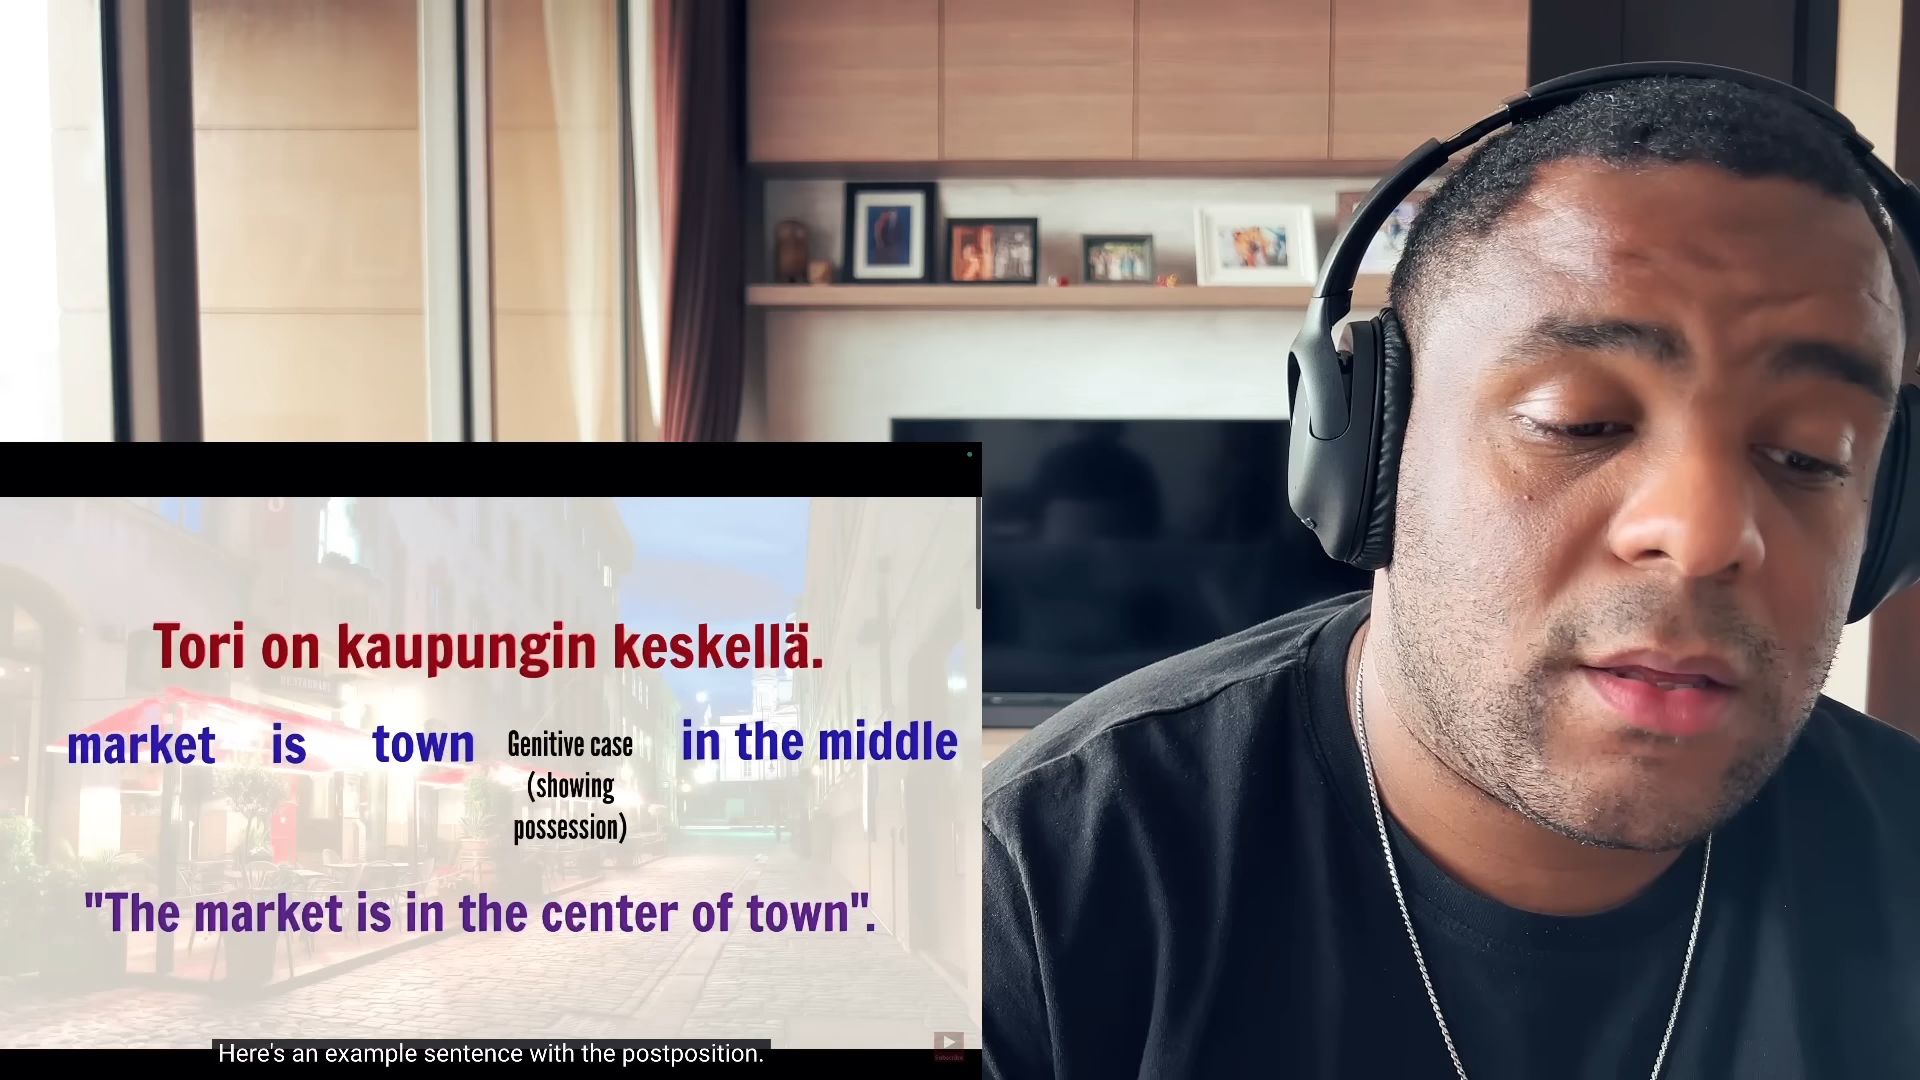 Tori on kaupungin keskellä.
market is town Genitive case in the middle
(showing
possession)
"The market is in the center of town".
Here's an example sentence with the postposition.
Subscribe